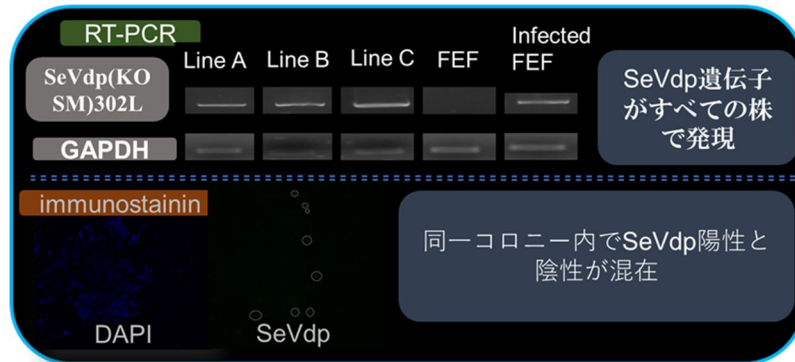 RT-PCR
Line A Line B Line C FEF Infected
FEF
SeVdp(KO
SM)302L
GAPDH
SeVdp遺伝子
がすべての株
で発現
immunostainin
DAPI
SeVdp
同一コロニー内でSeVdp陽性と
陰性が混在